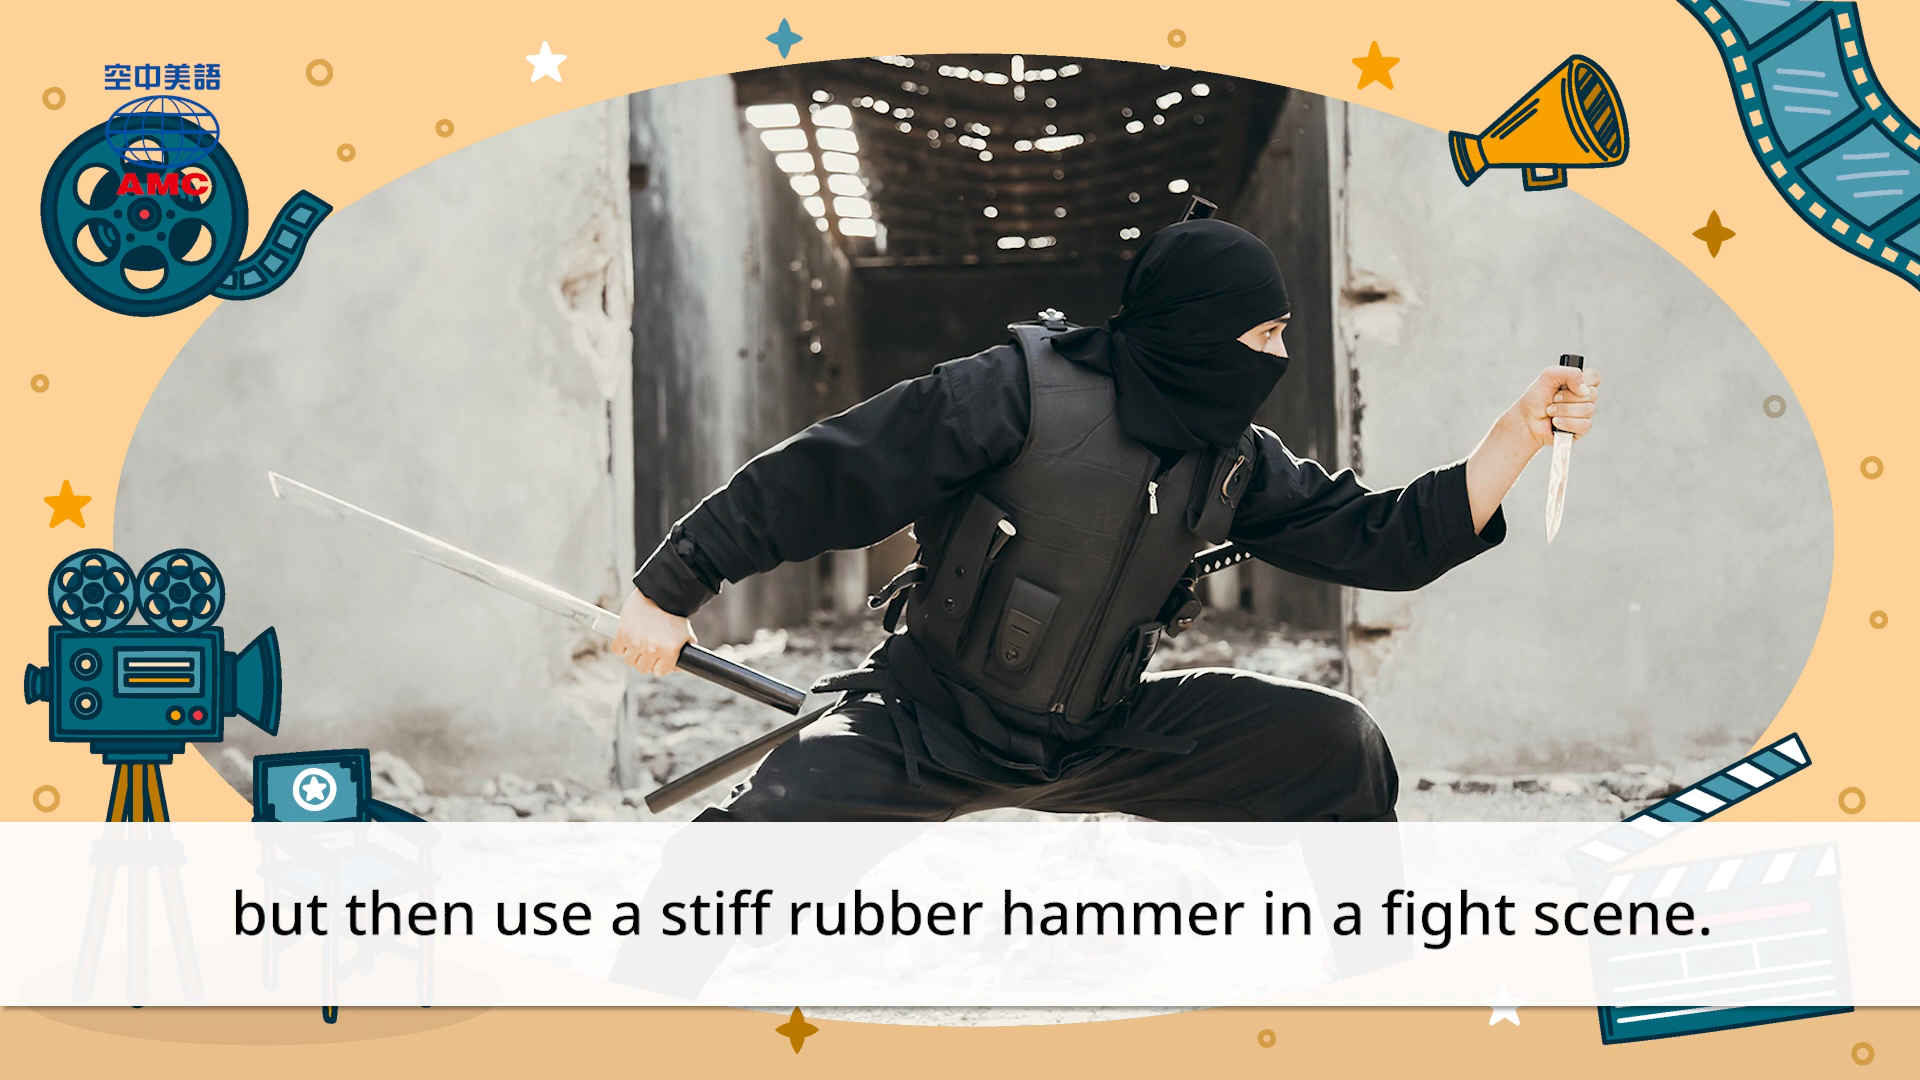 空中美語
AMC
but then use a stiff rubber hammer in a fight scene.